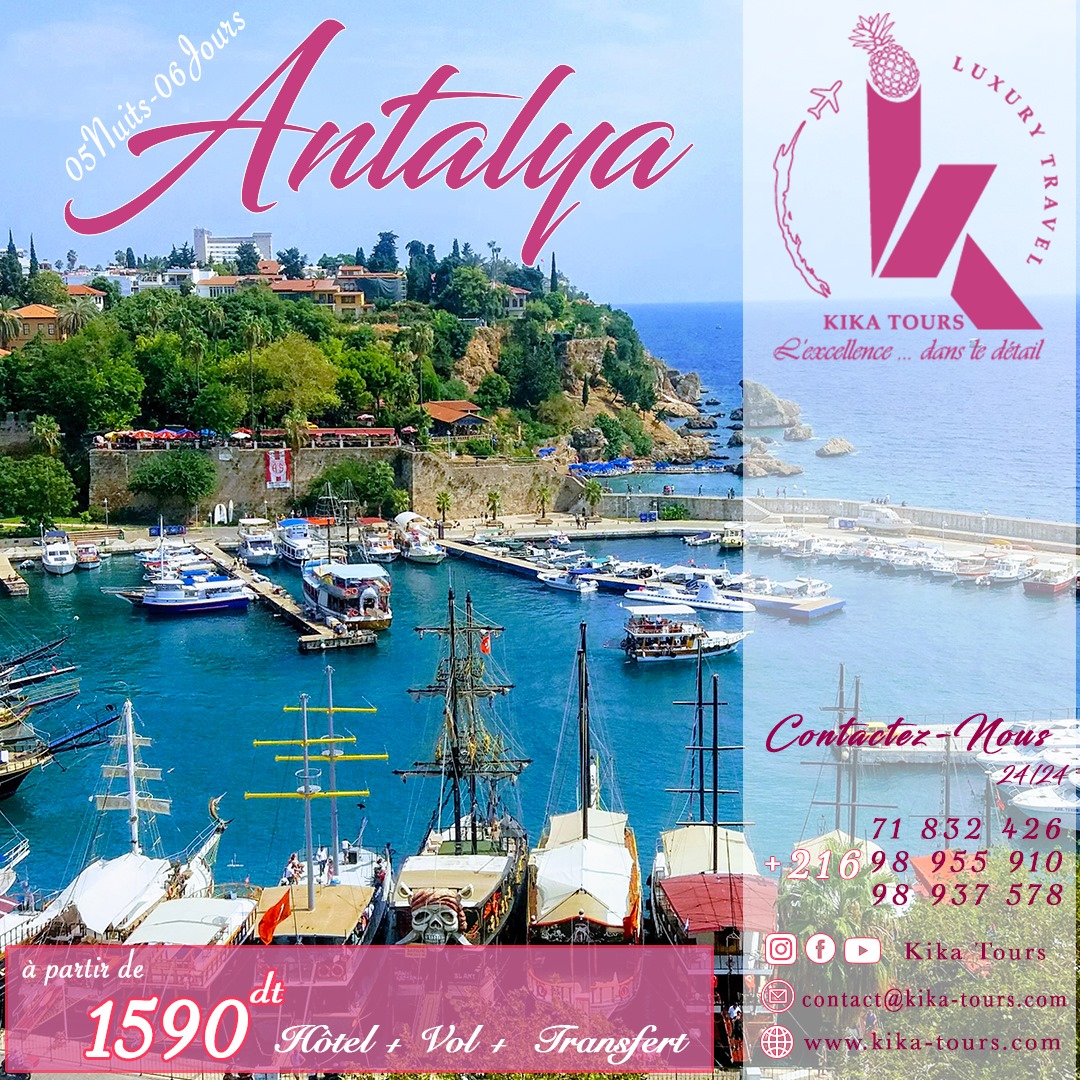 05Nuits-06Jours
Antalya
LUXURY TRAVEL
KIKA TOURS
L'excellence ... dans le détail
Contactez-Nous
24/24
71 832 426
+216 98 955 910
98 937 578
Kika Tours
contact@kika-tours.com
www.kika-tours.com
à partir de
1590 dt
Hôtel + Vol + Transfert